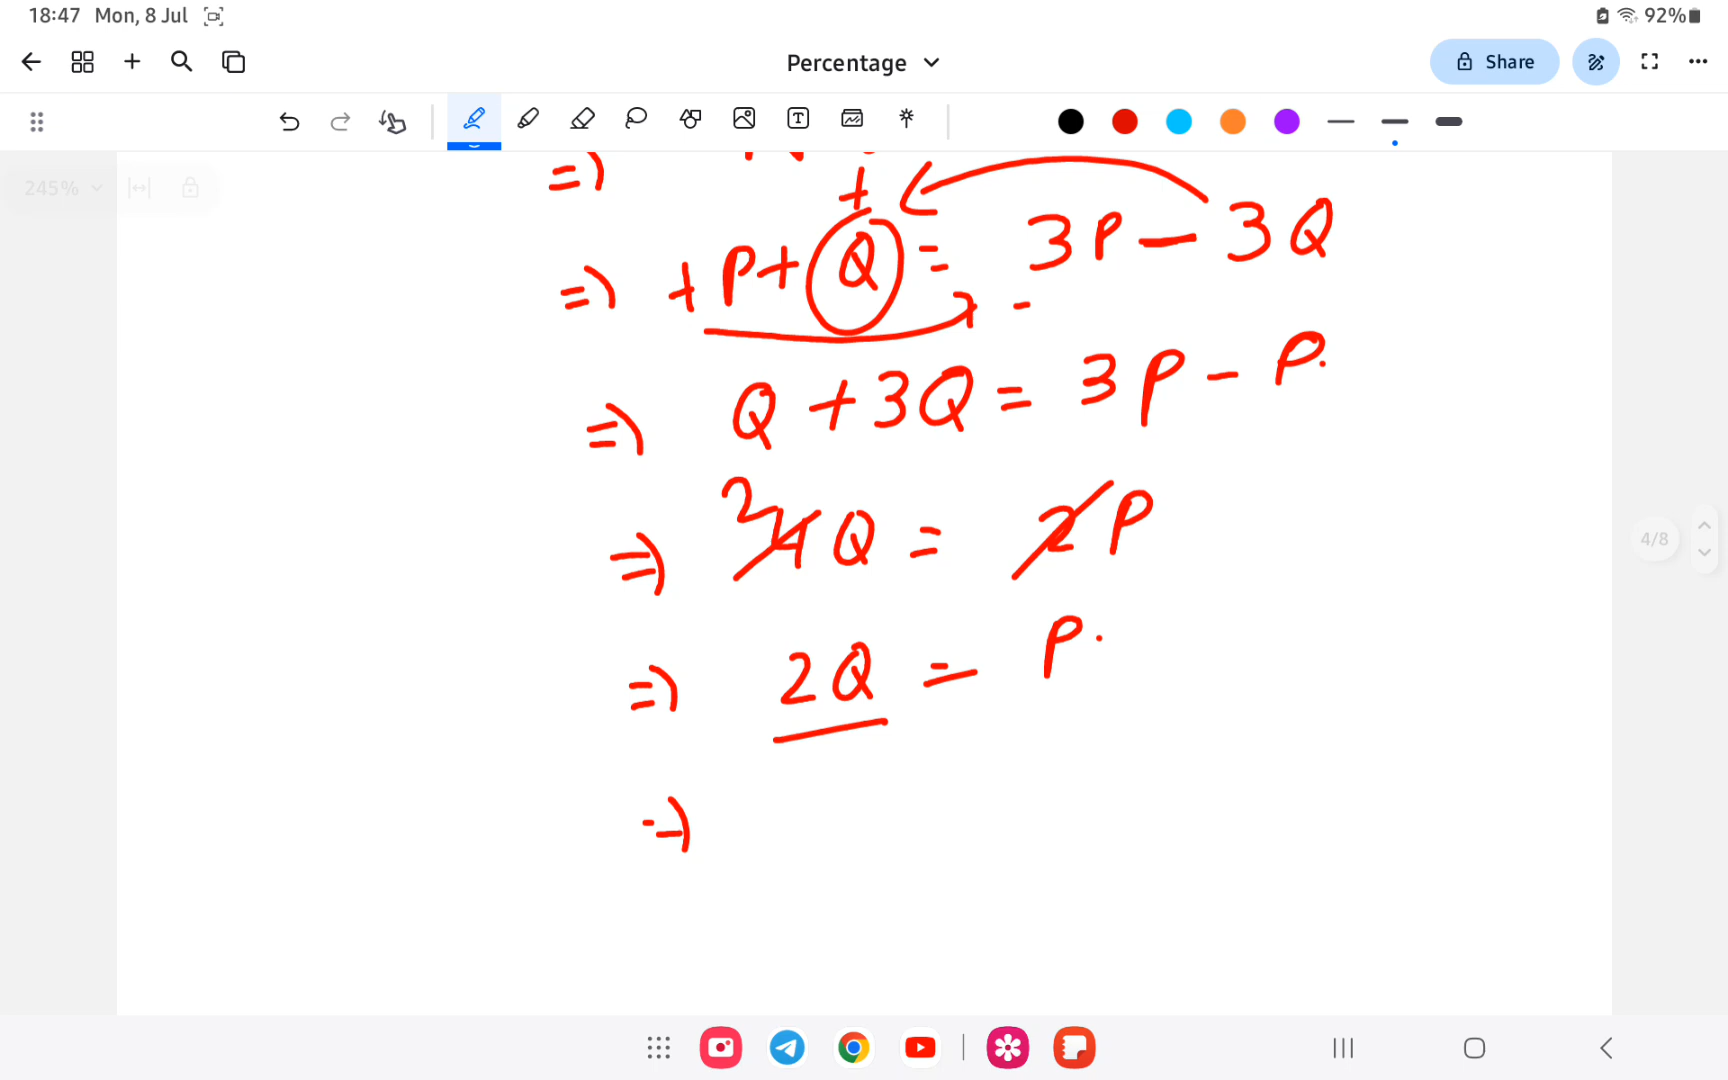 18:47 Mon, 8 Jul 92%
Percentage
Share
245%
=)
+
=) + P + Q = 3P - 3Q
-
=) Q + 3Q = 3P - P.
2
=) 4Q = 2P
=) 2Q = P.
=)
4/8